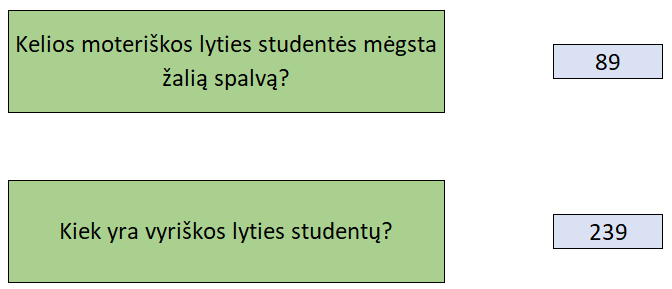 Kelios moteriškos lyties studentės mėgsta
žalią spalvą?
89
Kiek yra vyriškos lyties studentų?
239